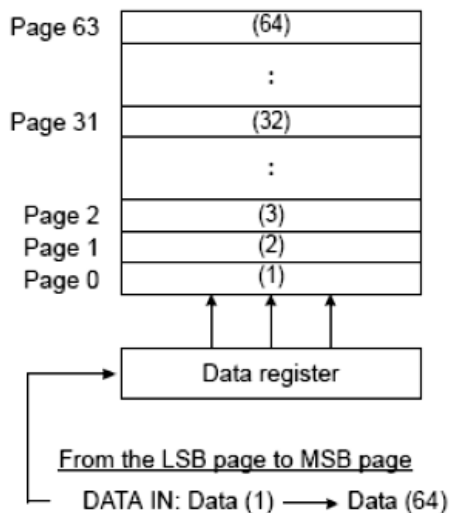 Page 63 (64)
:
Page 31 (32)
:
Page 2 (3)
Page 1 (2)
Page 0 (1)
Data register
From the LSB page to MSB page
DATA IN: Data (1) Data (64)